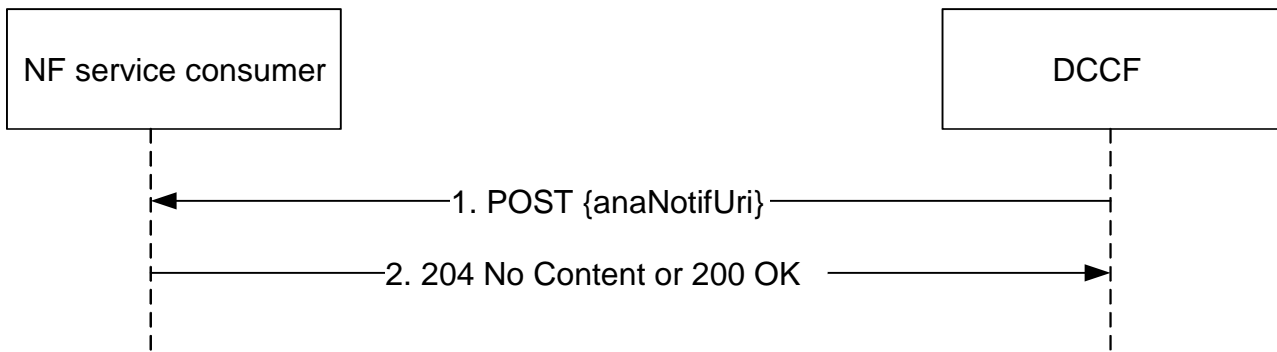 NF service consumer
DCCF
1. POST {anaNotifUri}
2. 204 No Content or 200 OK